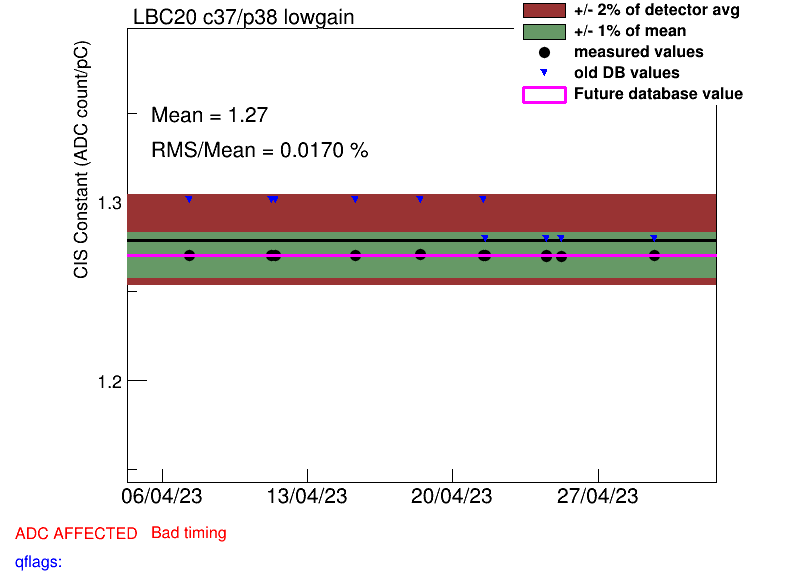 LBC20 c37/p38 lowgain
+/- 2% of detector avg
+/- 1% of mean
measured values
old DB values
Future database value
CIS Constant (ADC count/pC)
Mean = 1.27
RMS/Mean = 0.0170 %
1.3
1.2
06/04/23 13/04/23 20/04/23 27/04/23
ADC AFFECTED Bad timing
qflags: